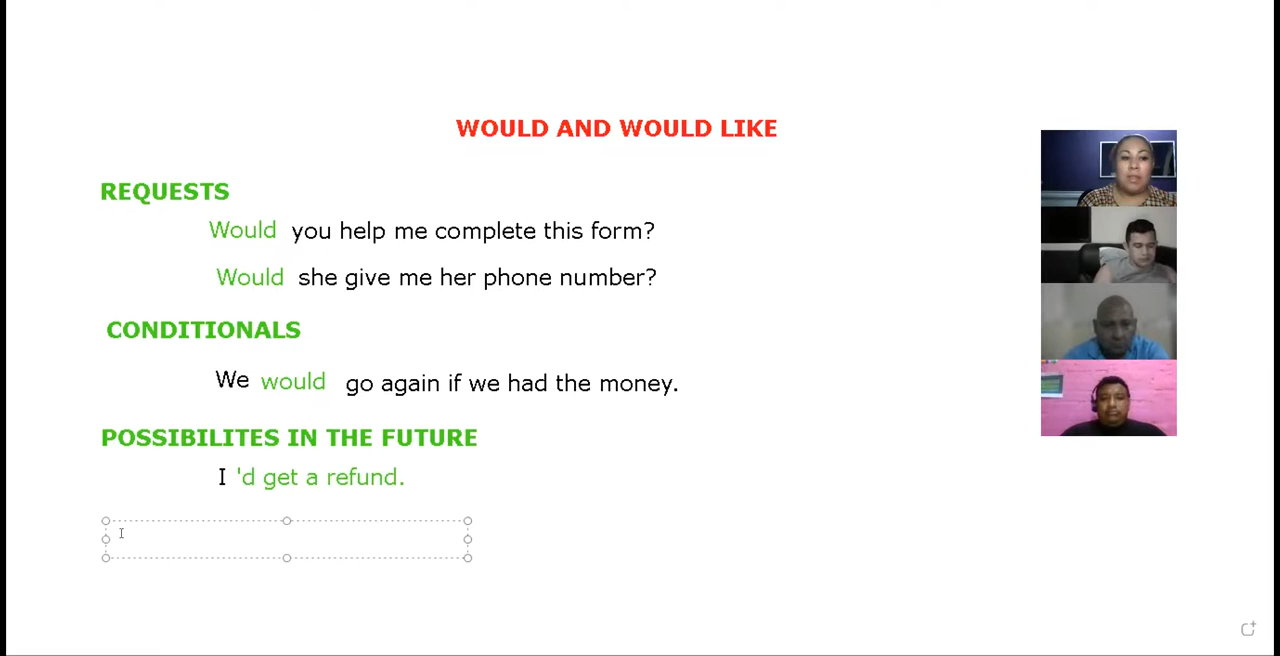 WOULD AND WOULD LIKE
REQUESTS
Would you help me complete this form?
Would she give me her phone number?
CONDITIONALS
We would go again if we had the money.
POSSIBILITES IN THE FUTURE
I 'd get a refund.